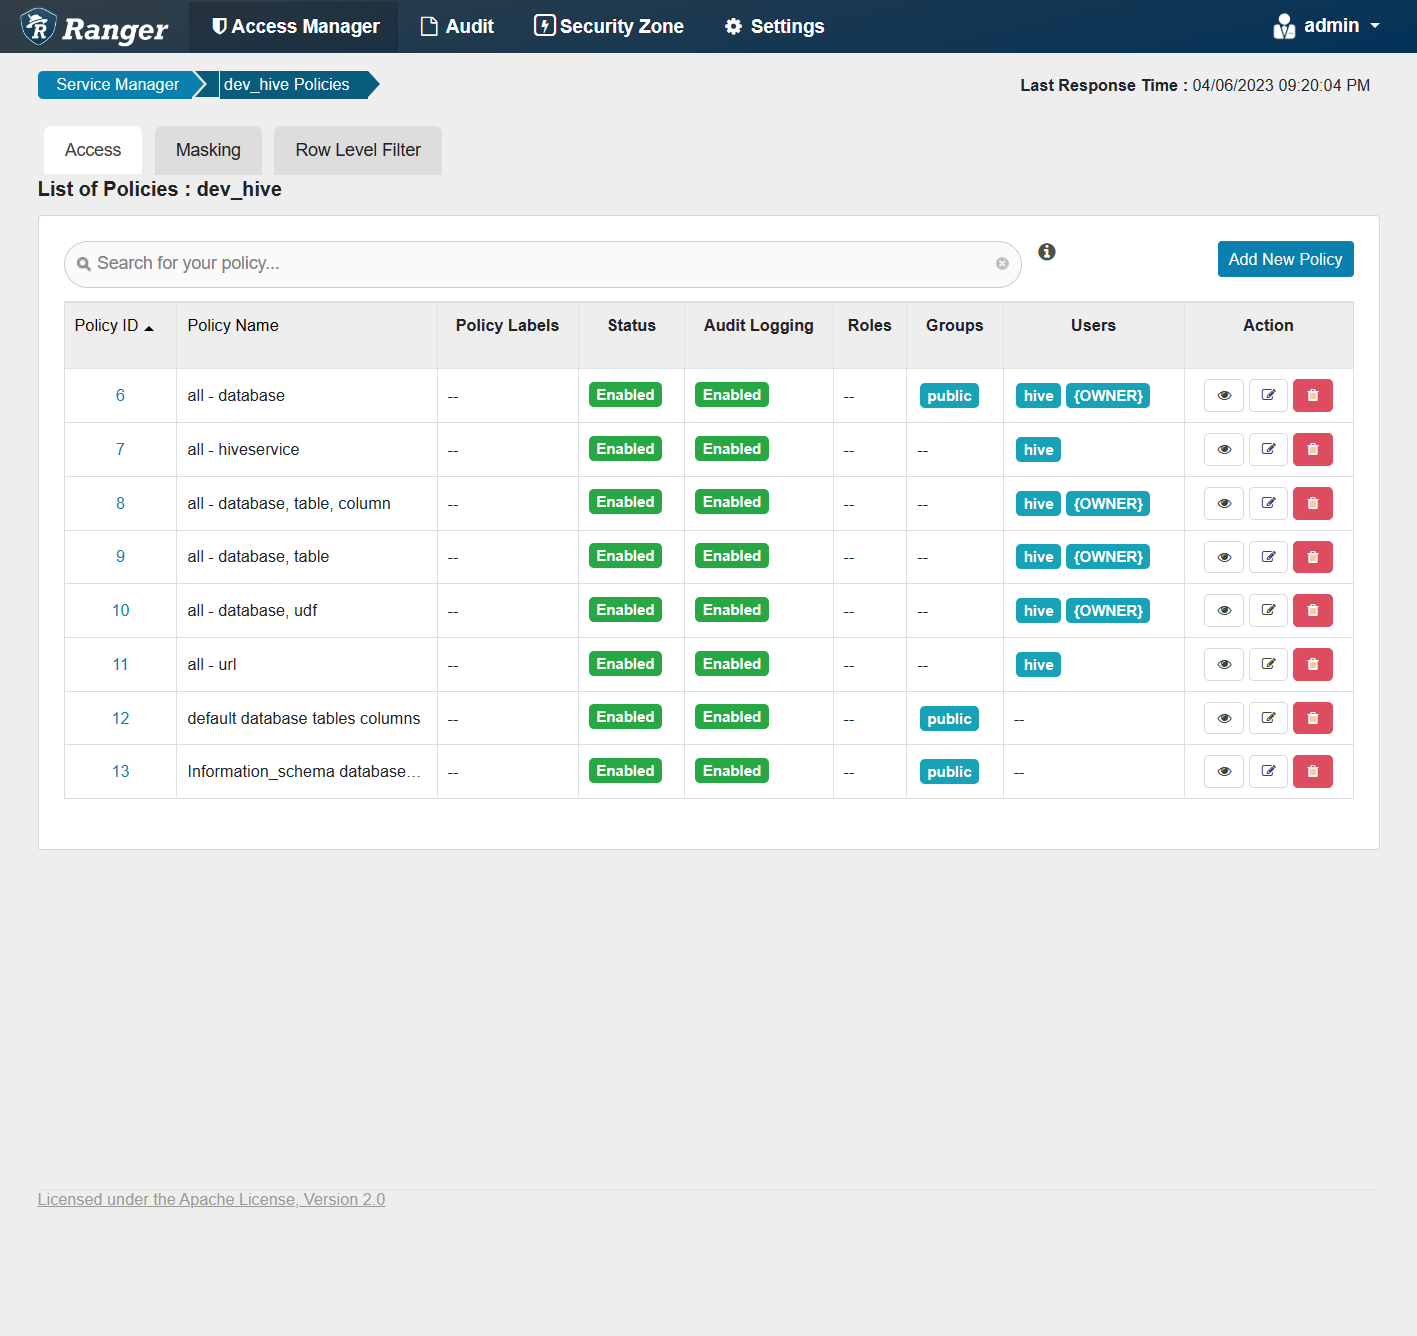 Ranger Access Manager Audit Security Zone Settings admin
Service Manager dev_hive Policies Last Response Time : 04/06/2023 09:20:04 PM
Access Masking Row Level Filter
List of Policies : dev_hive
Search for your policy... Add New Policy
Policy ID Policy Name Policy Labels Status Audit Logging Roles Groups Users Action
6 all - database -- Enabled Enabled -- public hive {OWNER}
7 all - hiveservice -- Enabled Enabled -- -- hive
8 all - database, table, column -- Enabled Enabled -- -- hive {OWNER}
9 all - database, table -- Enabled Enabled -- -- hive {OWNER}
10 all - database, udf -- Enabled Enabled -- -- hive {OWNER}
11 all - url -- Enabled Enabled -- -- hive
12 default database tables columns -- Enabled Enabled -- public --
13 Information_schema database... -- Enabled Enabled -- public --
Licensed under the Apache License, Version 2.0